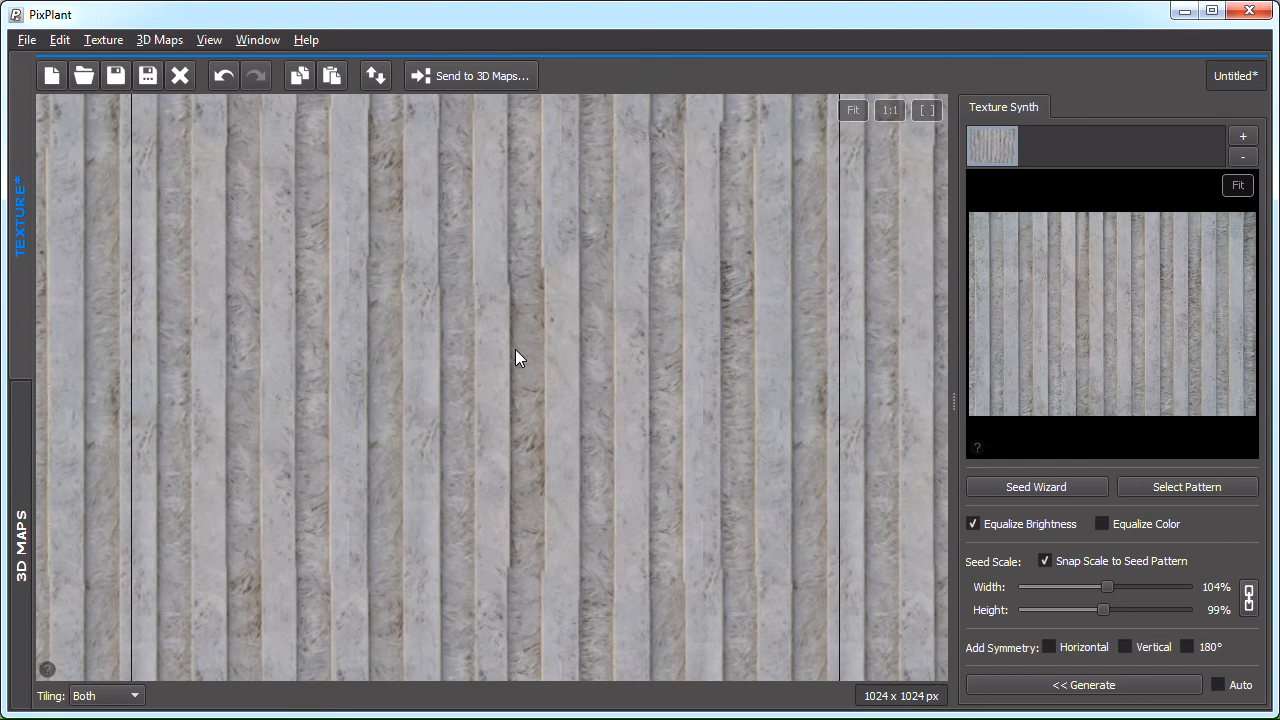 PixPlant
File Edit Texture 3D Maps View Window Help
Send to 3D Maps...
Untitled*
Fit 1:1 [ ]
Texture Synth
+
-
Fit
TEXTURE*
3D MAPS
?
Seed Wizard Select Pattern
Equalize Brightness Equalize Color
Seed Scale: Snap Scale to Seed Pattern
Width: 104%
Height: 99%
Add Symmetry: Horizontal Vertical 180°
<< Generate Auto
?
Tiling: Both 1024 x 1024 px